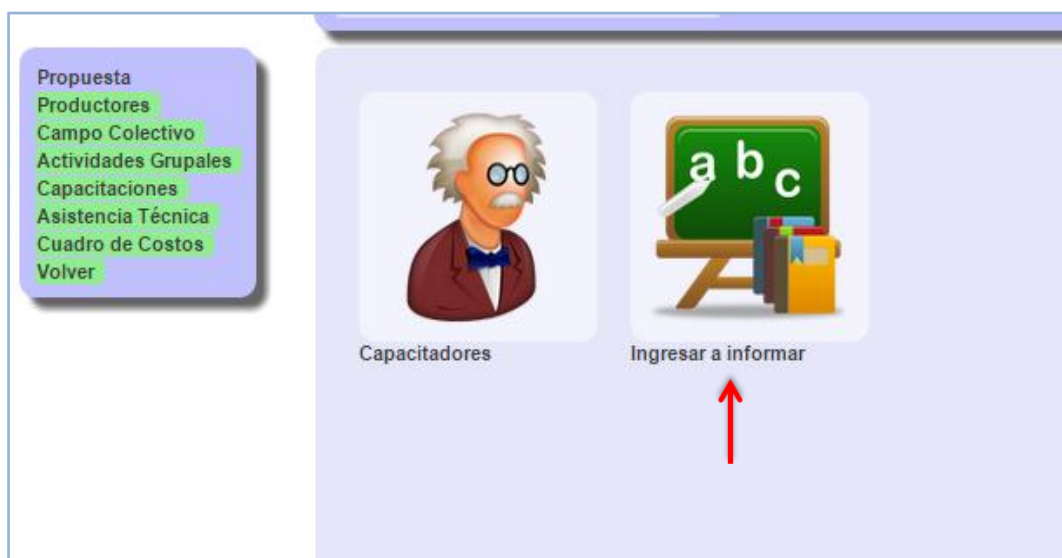 Propuesta
Productores
Campo Colectivo
Actividades Grupales
Capacitaciones
Asistencia Técnica
Cuadro de Costos
Volver
a b c
Capacitadores
Ingresar a informar